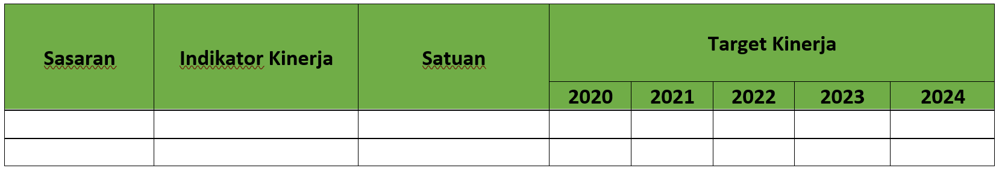 Sasaran
Indikator Kinerja
Satuan
Target Kinerja
2020
2021
2022
2023
2024